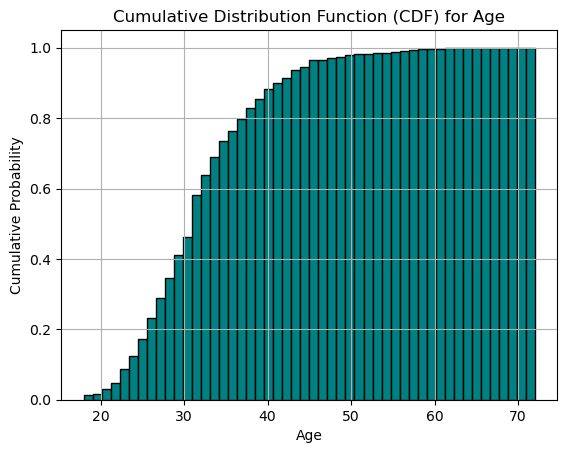 Cumulative Distribution Function (CDF) for Age
Cumulative Probability
1.0
0.8
0.6
0.4
0.2
0.0
20 30 40 50 60 70
Age